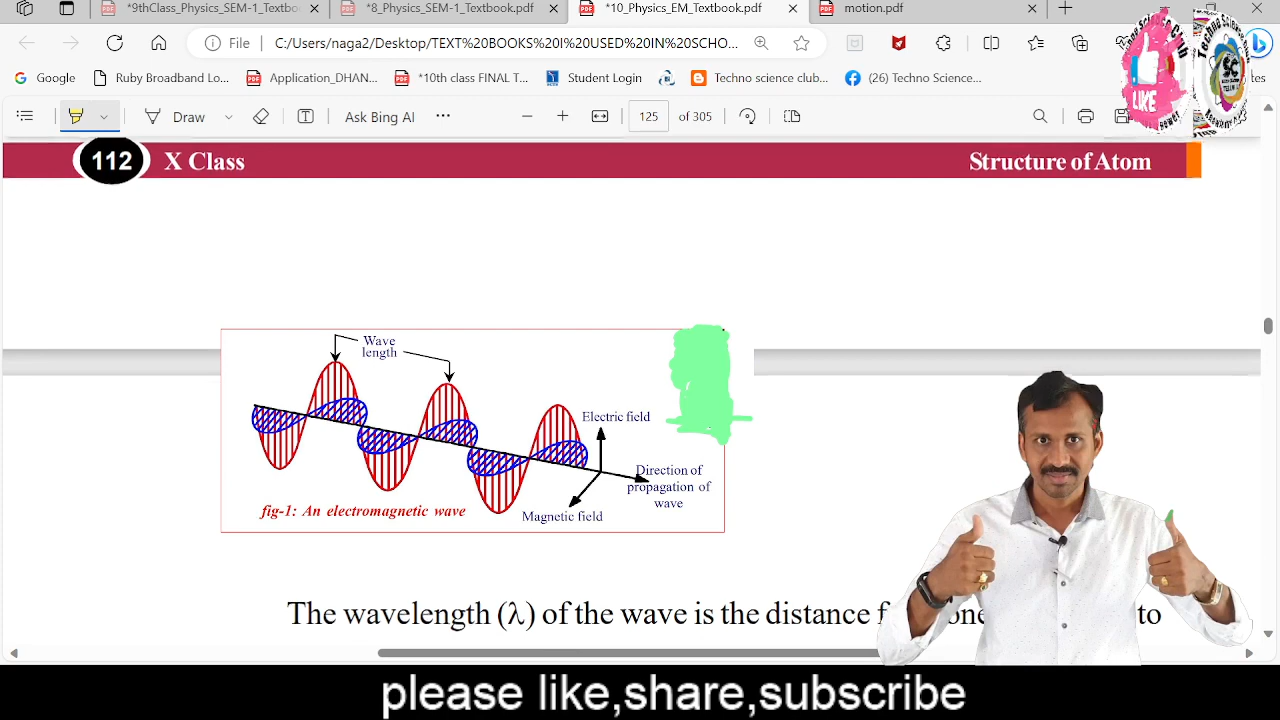 *9thClass_Physics_SEM-1_Textbo
*8_Physics_SEM-1_Textbook.pdf
*10_Physics_EM_Textbook.pdf
motion.pdf
File
C:/Users/naga2/Desktop/TEXT%20BOOKS%20I%20USED%20IN%20SCHO...
Google
Ruby Broadband Lo...
Application_DHAN...
*10th class FINAL T...
Student Login
Techno science club...
(26) Techno Science...
Draw
Ask Bing AI
125 of 305
112 X Class
Structure of Atom
LIKE
Wave
length
Electric field
Direction of
propagation of
wave
Magnetic field
fig-1: An electromagnetic wave
The wavelength (λ) of the wave is the distance
to
please like,share,subscribe